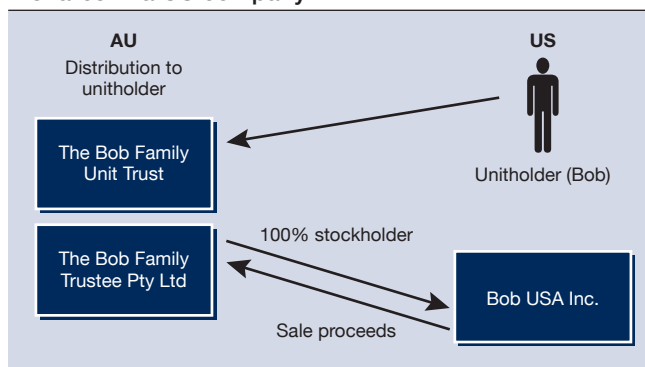 AU
Distribution to
unitholder
US
The Bob Family
Unit Trust
Unitholder (Bob)
The Bob Family
Trustee Pty Ltd
100% stockholder
Bob USA Inc.
Sale proceeds